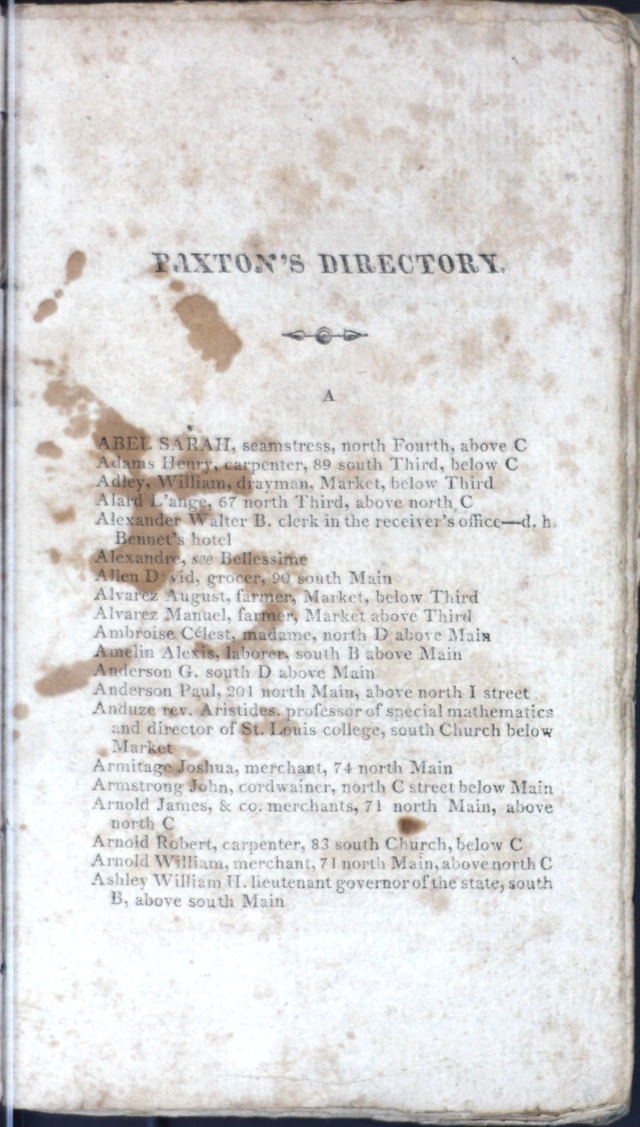 PAXTON'S DIRECTORY.
A
ABEL SARAH, seamstress, north Fourth, above C
Adams Henry, carpenter, 89 south Third, below C
Adley, William, drayman, Market, below Third
Alard L'ange, 67 north Third, above north C
Alexander Walter B. clerk in the receiver's office—d. h.
Bennet's hotel
Alexandre, see Bellessime
Allen David, grocer, 90 south Main
Alvarez August, farmer, Market, below Third
Alvarez Manuel, farmer, Market above Third
Ambroise Célest, madame, north D above Main
Amelin Alexis, laborer, south B above Main
Anderson G. south D above Main
Anderson Paul, 201 north Main, above north I street
Anduze rev. Aristides. professor of special mathematics
and director of St. Louis college, south Church below
Market
Armitage Joshua, merchant, 74 north Main
Armstrong John, cordwainer, north C street below Main
Arnold James, & co. merchants, 71 north Main, above
north C
Arnold Robert, carpenter, 83 south Church, below C
Arnold William, merchant, 71 north Main, above north C
Ashley William H. lieutenant governor of the state, south
B, above south Main